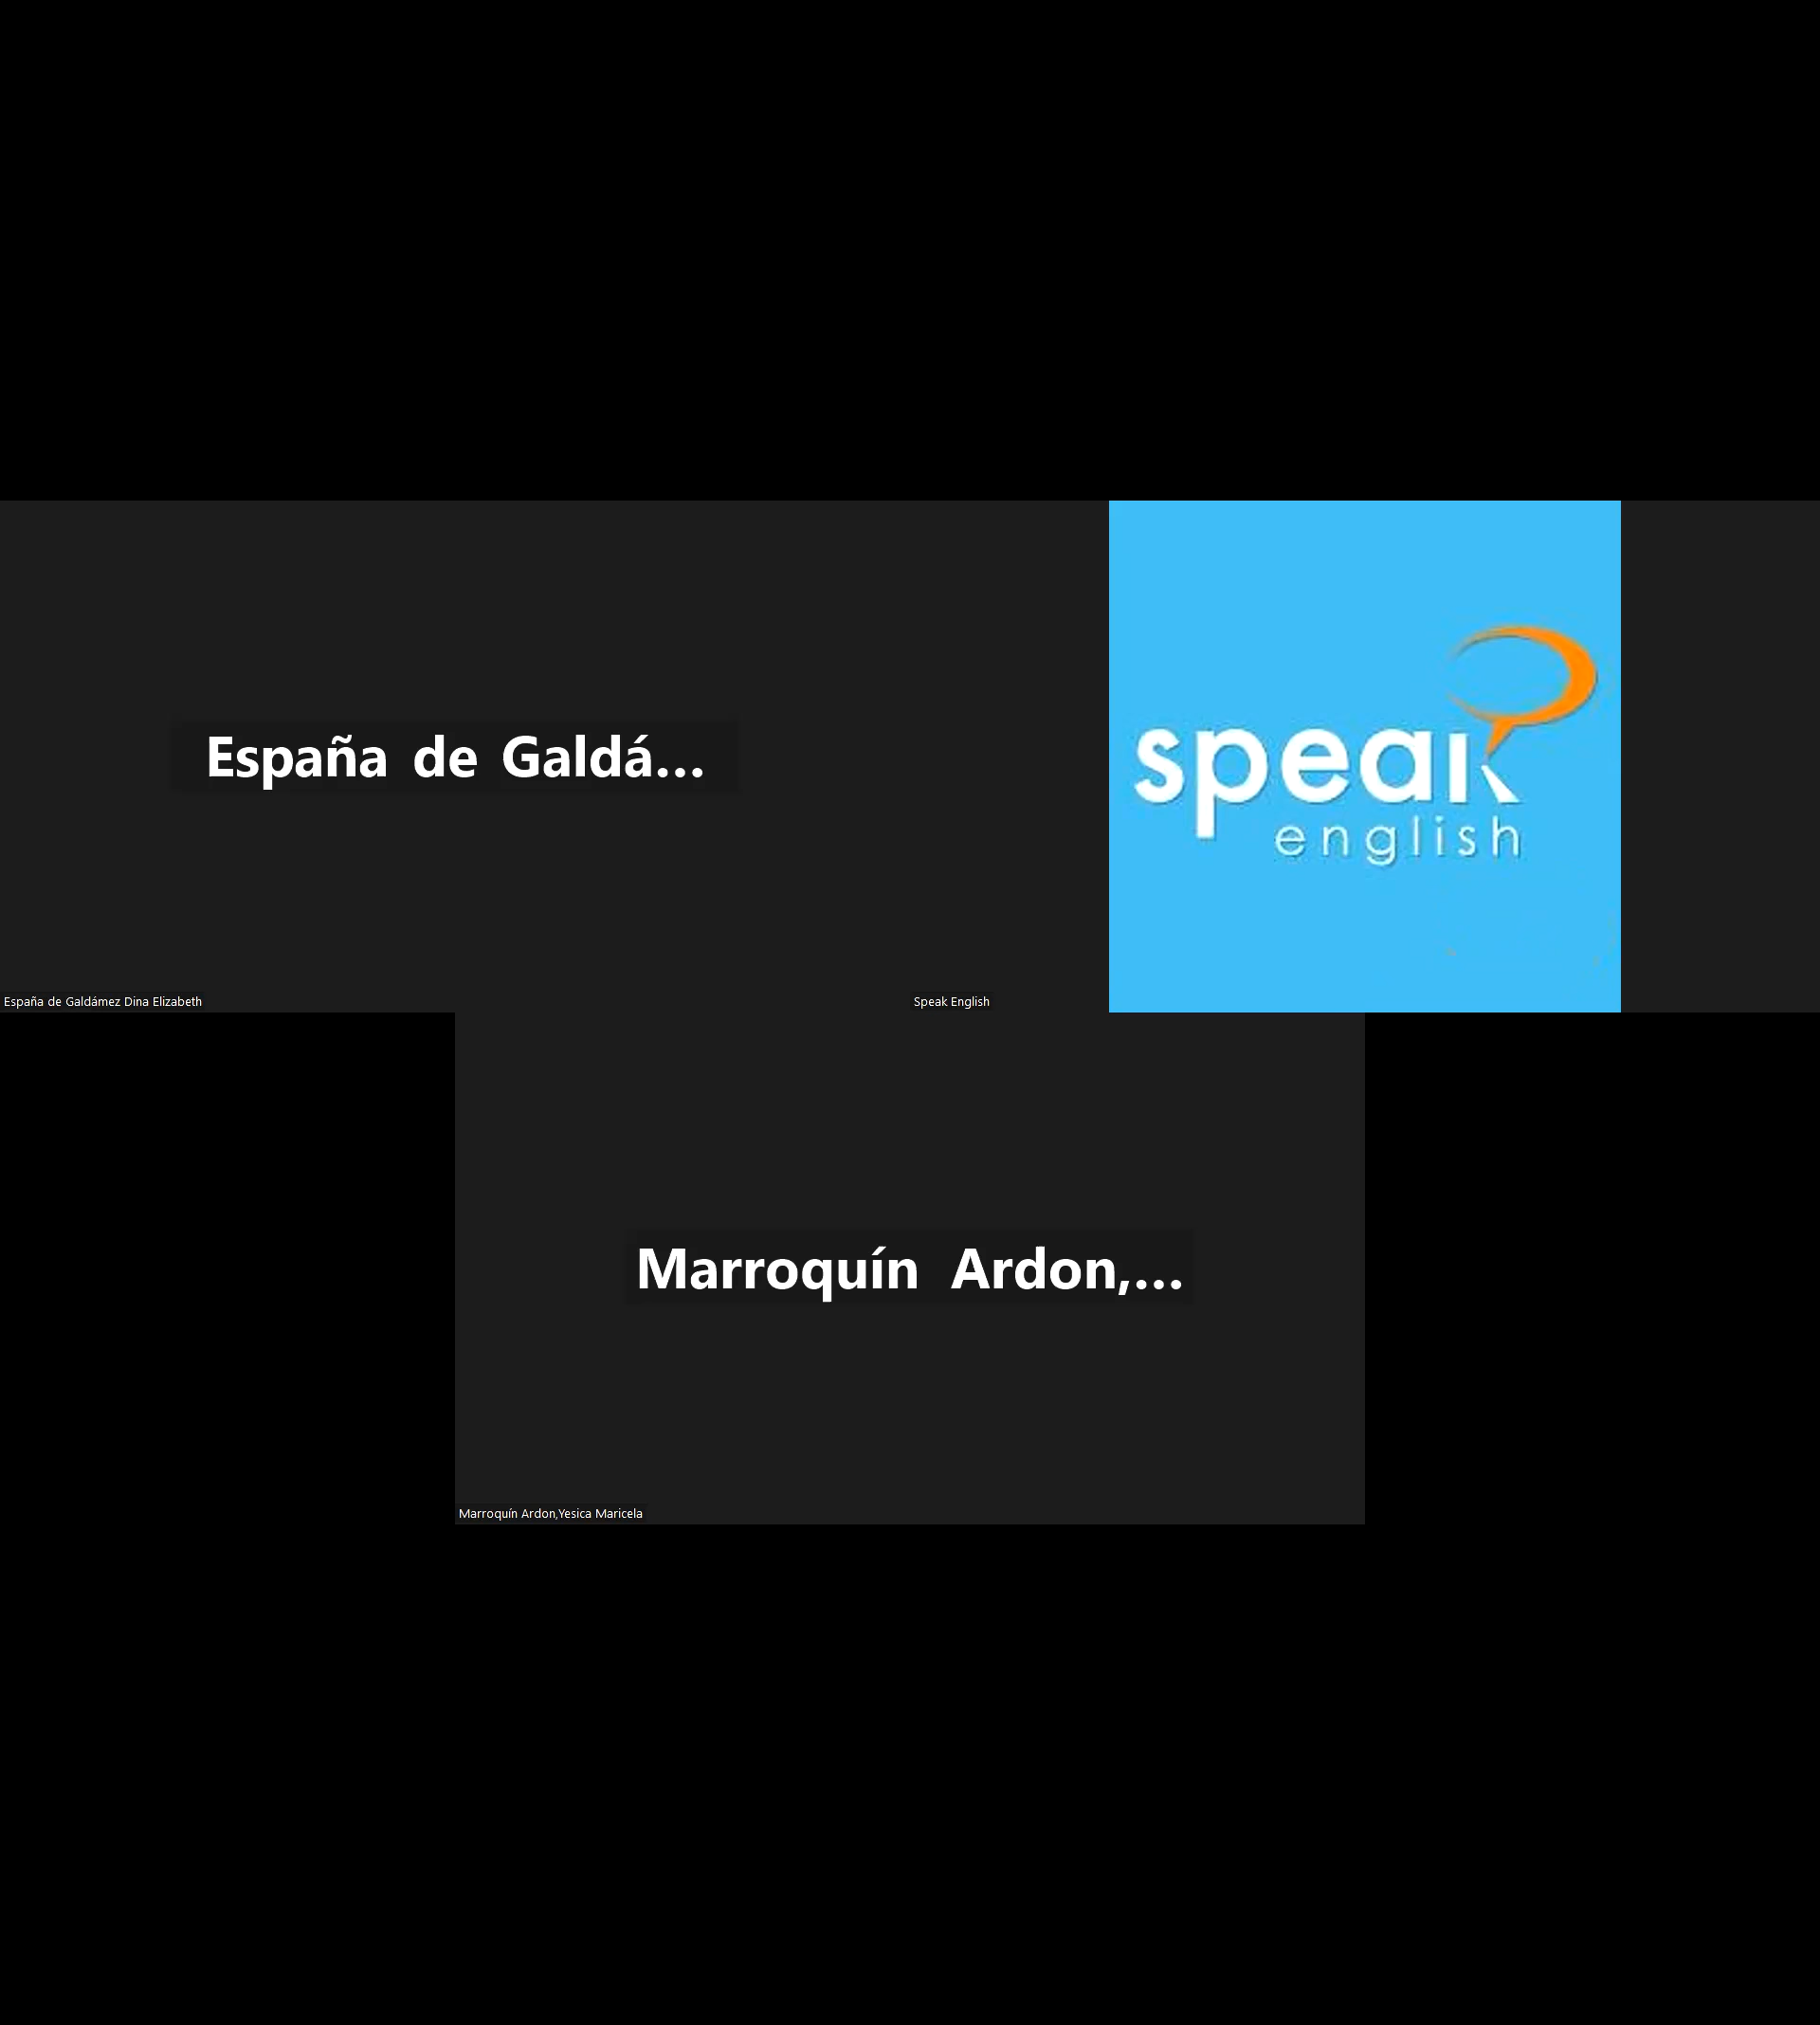 España de Galdá...
speak
english
España de Galdámez Dina Elizabeth
Speak English
Marroquín Ardon,...
Marroquín Ardon,Yesica Maricela